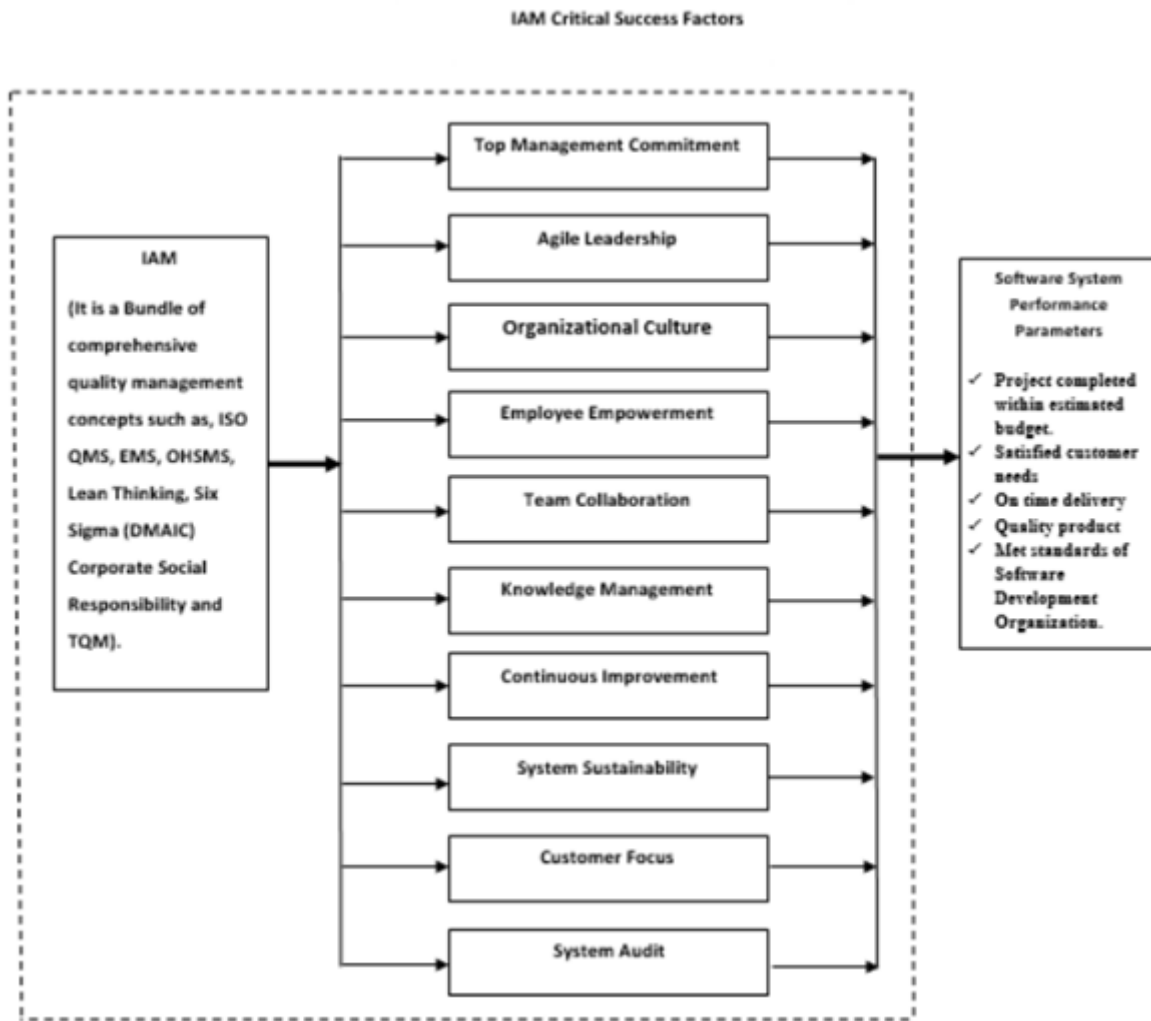 IAM Critical Success Factors
IAM
(It is a Bundle of
comprehensive
quality management
concepts such as, ISO
QMS, EMS, OHSMS,
Lean Thinking, Six
Sigma (DMAIC)
Corporate Social
Responsibility and
TQM).
Top Management Commitment
Agile Leadership
Organizational Culture
Employee Empowerment
Team Collaboration
Knowledge Management
Continuous Improvement
System Sustainability
Customer Focus
System Audit
Software System
Performance
Parameters
✓ Project completed
within estimated
budget.
✓ Satisfied customer
needs
✓ On time delivery
✓ Quality product
✓ Met standards of
Software
Development
Organization.